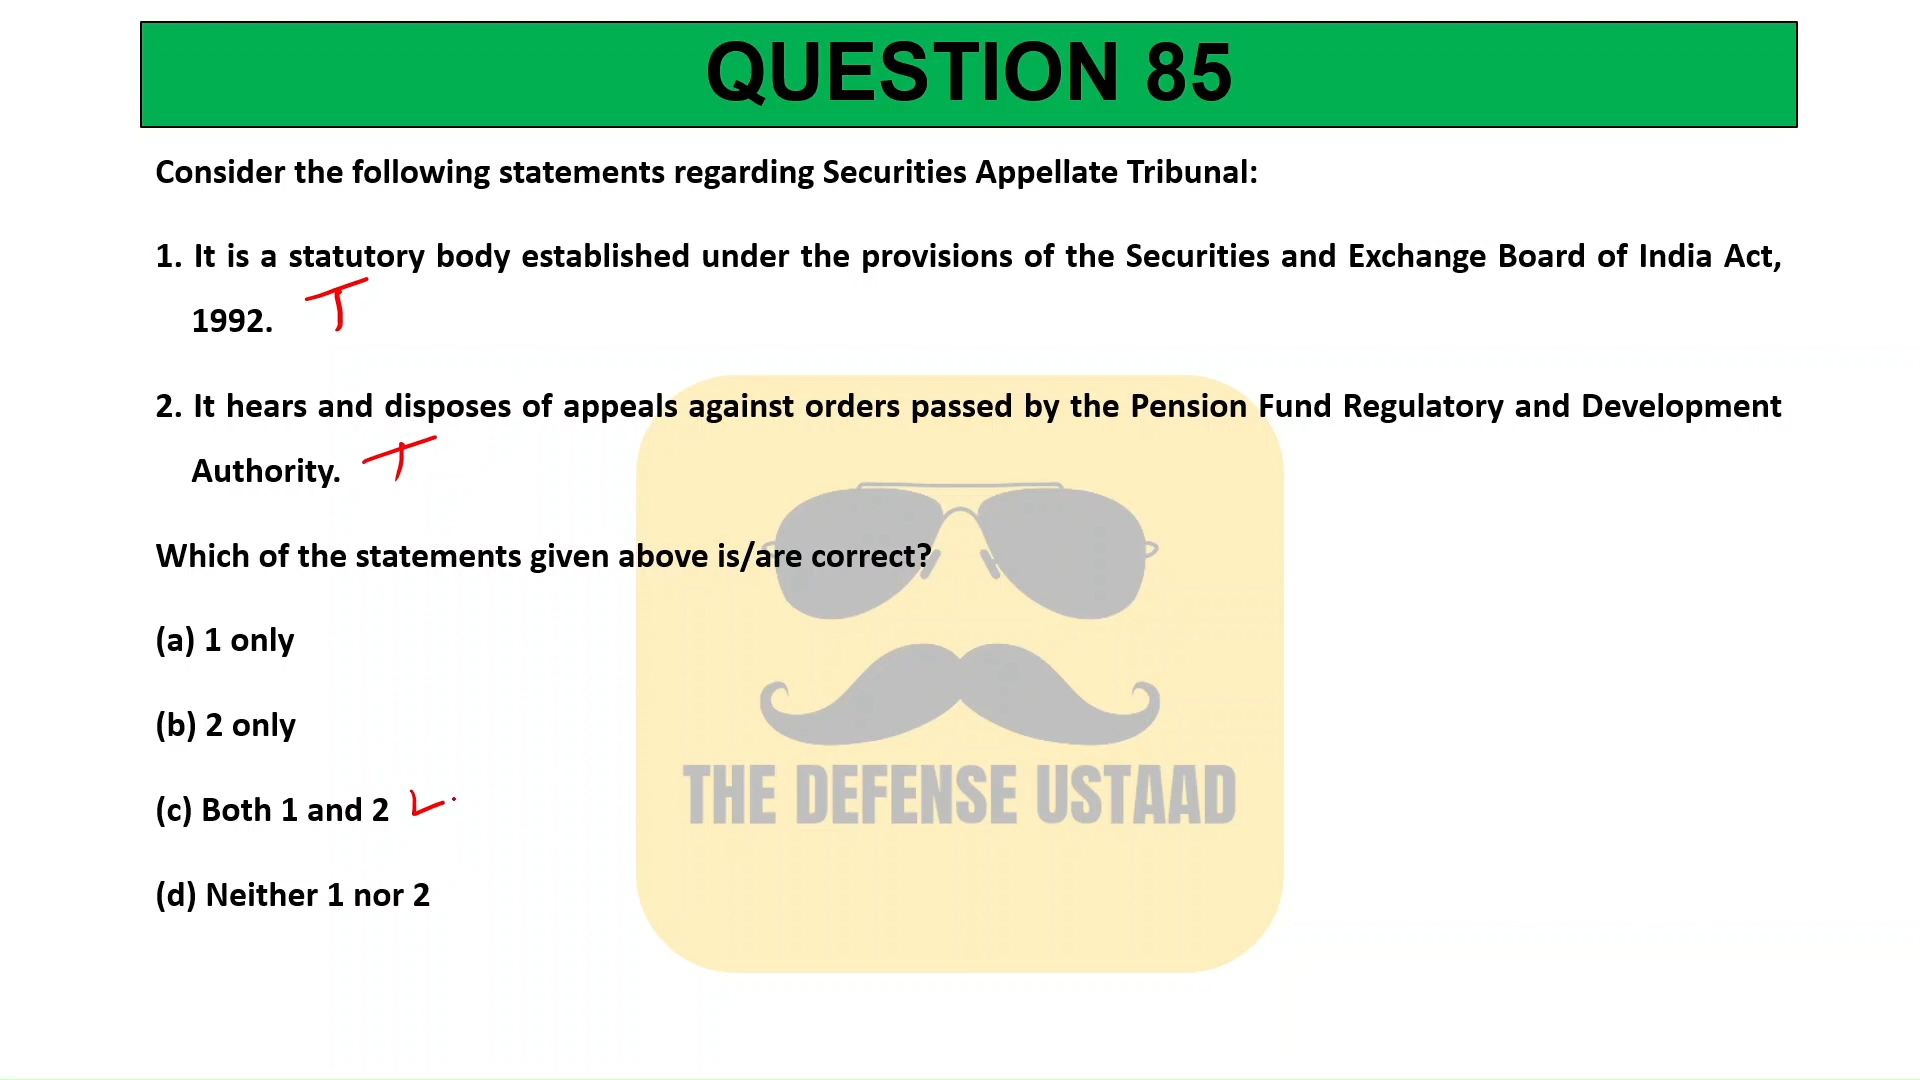 QUESTION 85
Consider the following statements regarding Securities Appellate Tribunal:
1. It is a statutory body established under the provisions of the Securities and Exchange Board of India Act,
1992. T
2. It hears and disposes of appeals against orders passed by the Pension Fund Regulatory and Development
Authority. T
Which of the statements given above is/are correct?
(a) 1 only
(b) 2 only
(c) Both 1 and 2
(d) Neither 1 nor 2
THE DEFENSE USTAAD